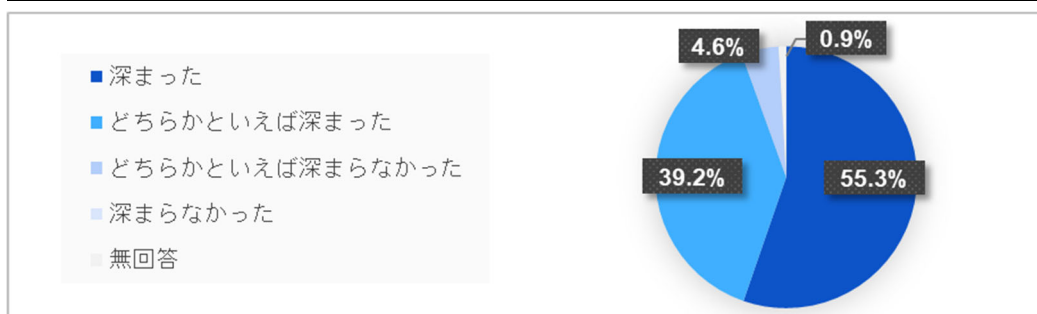 深まった
どちらかといえば深まった
どちらかといえば深まらなかった
深まらなかった
無回答
4.6%
0.9%
39.2%
55.3%